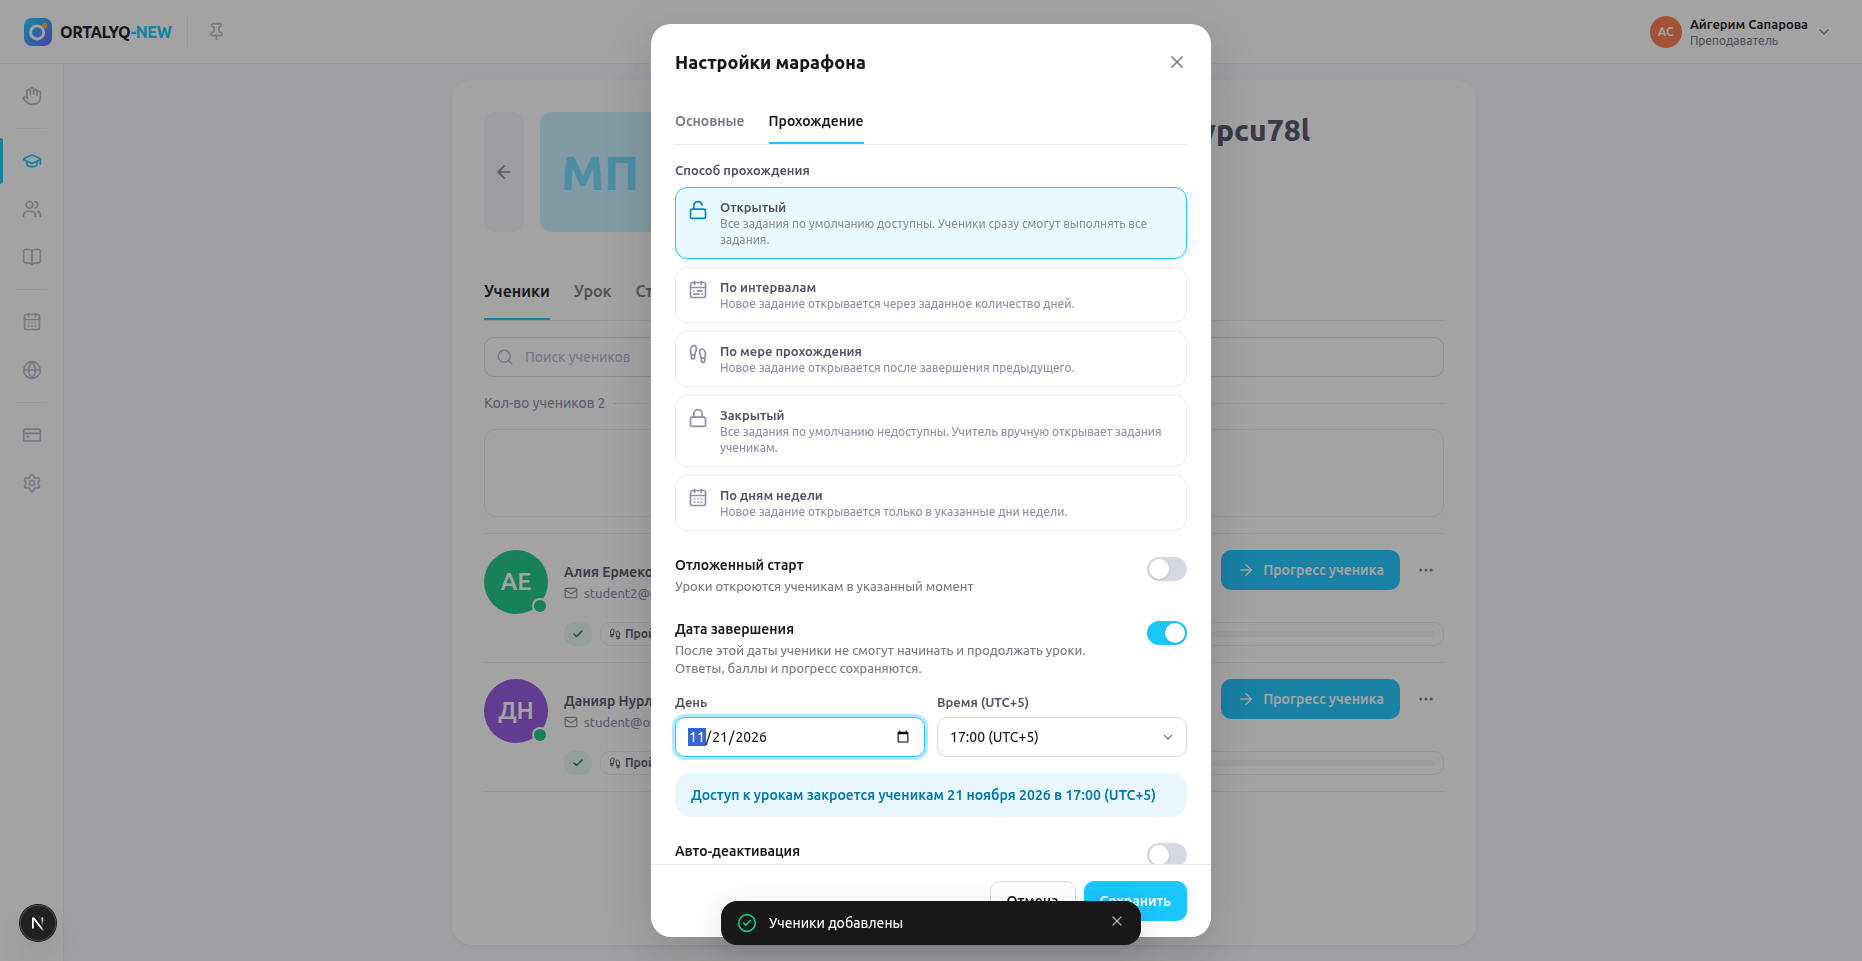 ORTALYQ-NEW
АС
Айгерим Сапарова
Преподаватель
Настройки марафона
Основные
Прохождение
Способ прохождения
Открытый
Все задания по умолчанию доступны. Ученики сразу смогут выполнять все
задания.
По интервалам
Новое задание открывается через заданное количество дней.
По мере прохождения
Новое задание открывается после завершения предыдущего.
Закрытый
Все задания по умолчанию недоступны. Учитель вручную открывает задания
ученикам.
По дням недели
Новое задание открывается только в указанные дни недели.
Отложенный старт
Уроки откроются ученикам в указанный момент
Дата завершения
После этой даты ученики не смогут начинать и продолжать уроки.
Ответы, баллы и прогресс сохраняются.
День
Время (UTC+5)
11/21/2026
17:00 (UTC+5)
Доступ к урокам закроется ученикам 21 ноября 2026 в 17:00 (UTC+5)
Авто-деактивация
Отмена
Сохранить
Ученики добавлены
МП
Ученики
Урок
Поиск учеников
Кол-во учеников 2
АЕ
Алия
student2@
Прогресс ученика
ДН
Данияр
student@
Прогресс ученика
N